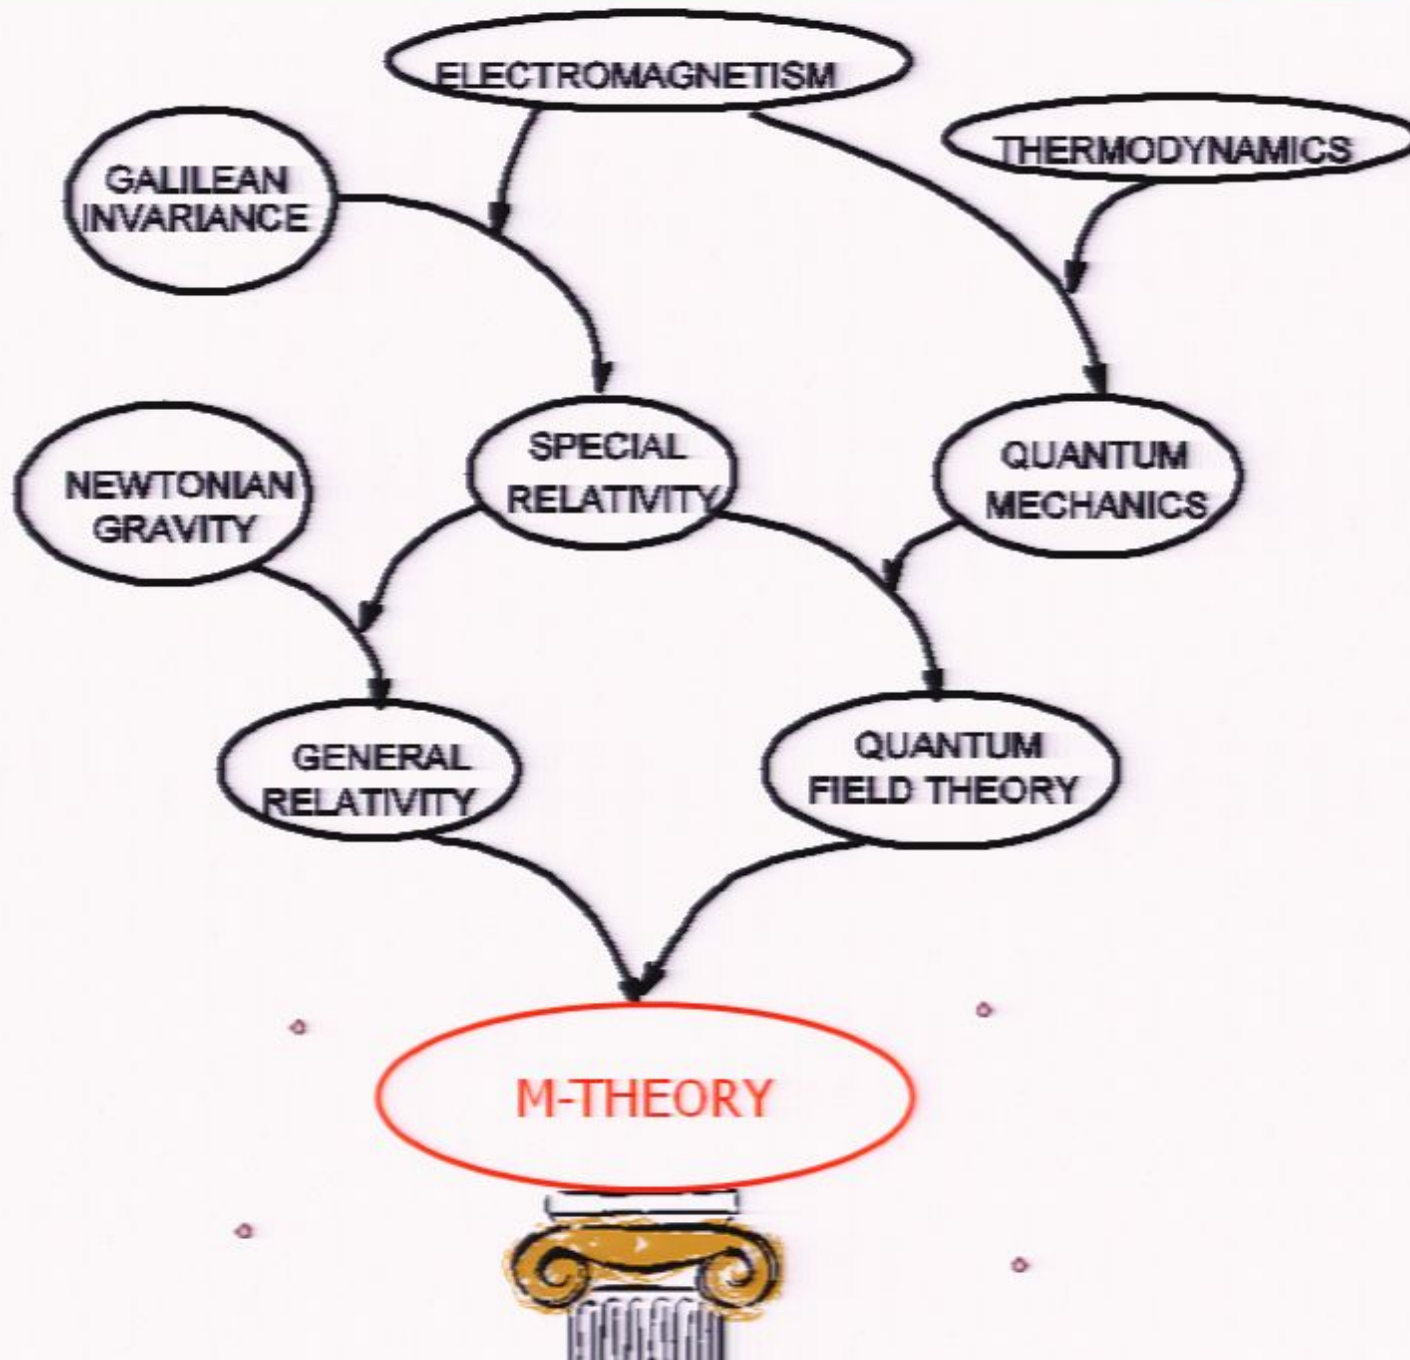 ELECTROMAGNETISM
THERMODYNAMICS
GALILEAN
INVARIANCE
SPECIAL
RELATIVITY
QUANTUM
MECHANICS
NEWTONIAN
GRAVITY
GENERAL
RELATIVITY
QUANTUM
FIELD THEORY
M-THEORY